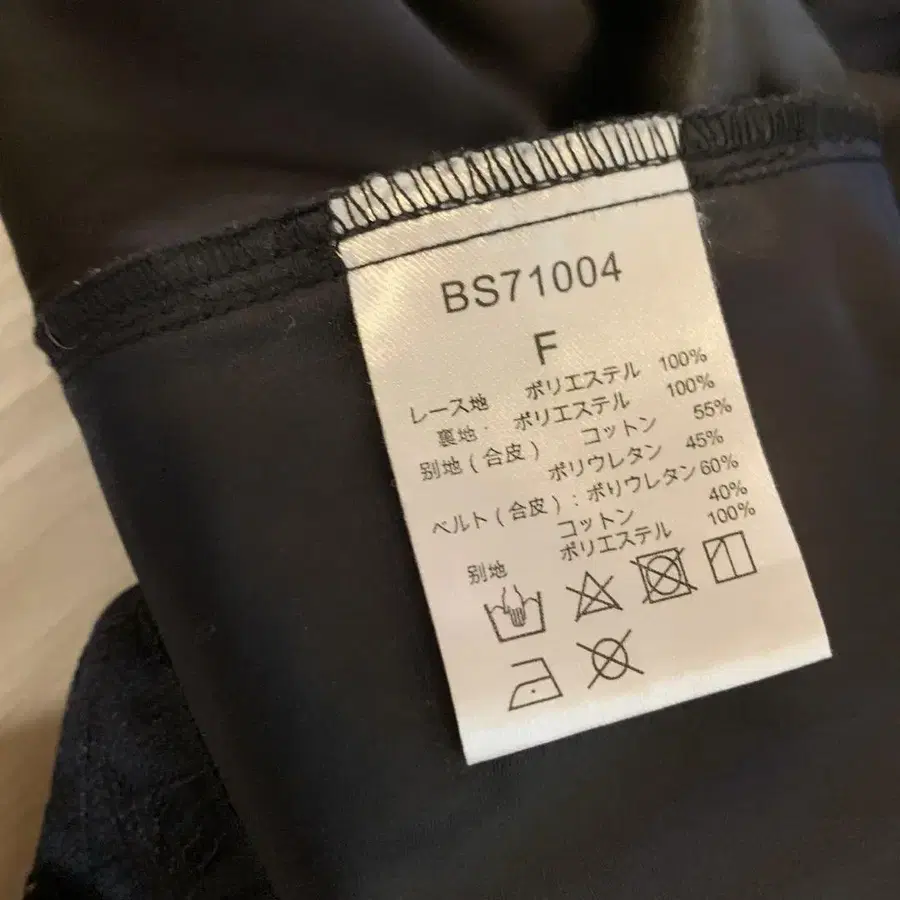 BS71004
F
レース地 ポリエステル 100%
裏地: ポリエステル 100%
别地(合皮) コットン 55%
ポリウレタン 45%
ベルト(合皮):ポリウレタン 60%
コットン 40%
别地 ポリエステル 100%